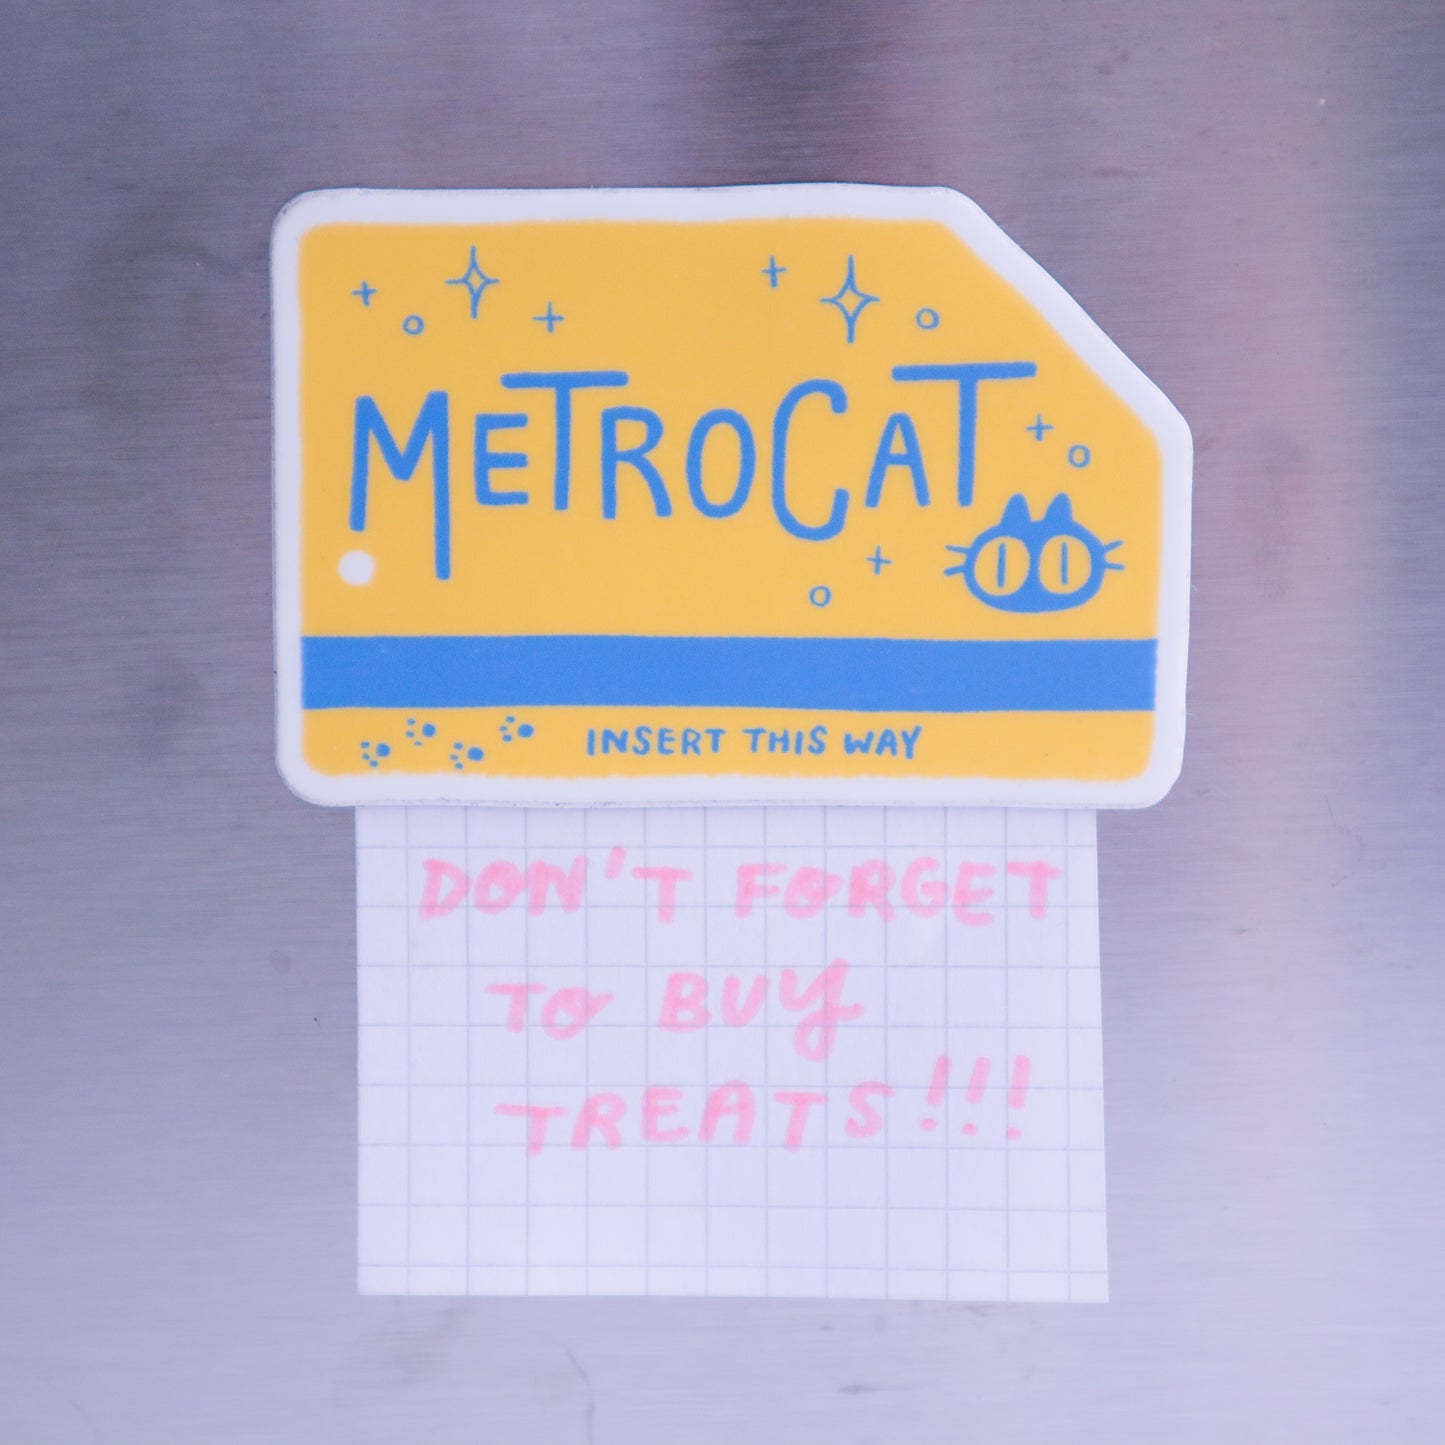 METROCAT
INSERT THIS WAY
DON'T FORGET
TO BUY
TREATS!!!